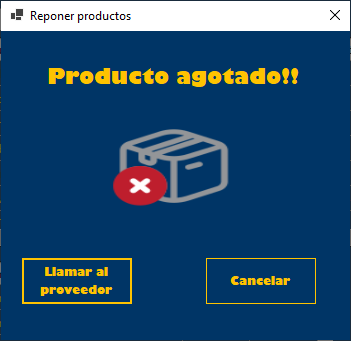 Reponer productos
Producto agotado!!
Llamar al
proveedor
Cancelar